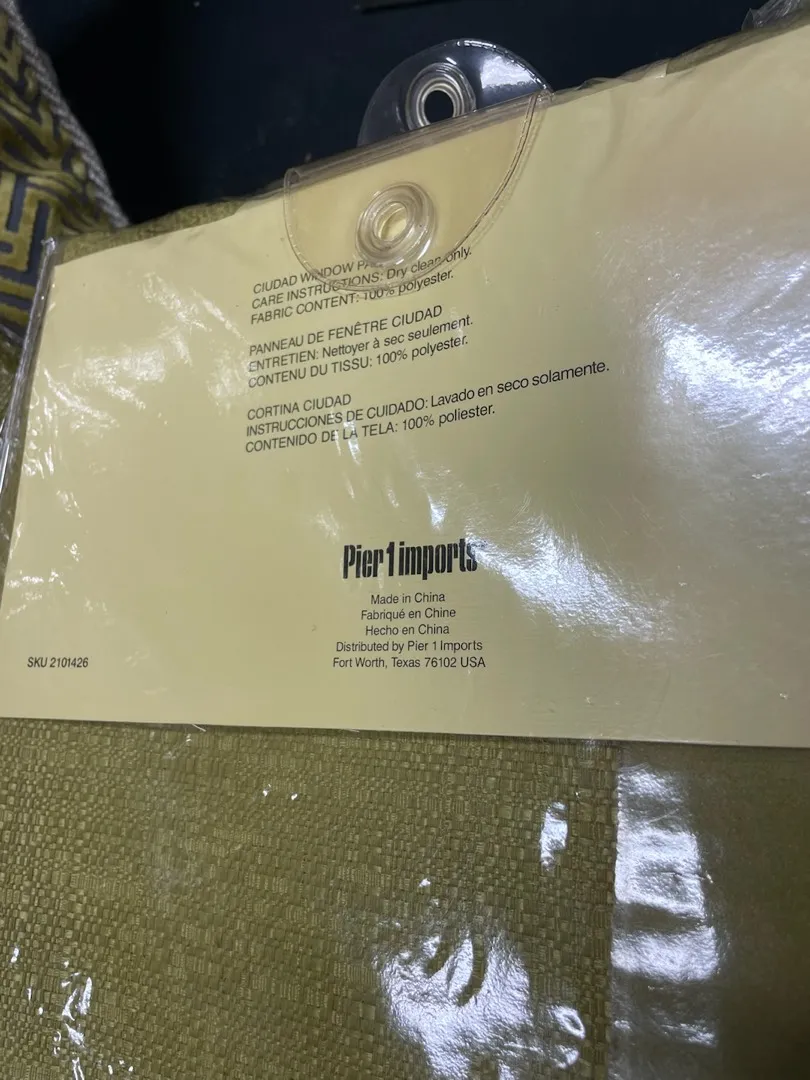 CIUDAD WINDOW
CARE INSTRUCTIONS: Dry clean only.
FABRIC CONTENT: 100% polyester.
PANNEAU DE FENÊTRE CIUDAD
ENTRETIEN: Nettoyer à sec seulement.
CONTENU DU TISSU: 100% polyester.
CORTINA CIUDAD
INSTRUCCIONES DE CUIDADO: Lavado en seco solamente.
CONTENIDO DE LA TELA: 100% poliester.
Pier 1 imports
Made in China
Fabriqué en Chine
Hecho en China
Distributed by Pier 1 Imports
Fort Worth, Texas 76102 USA
SKU 2101426